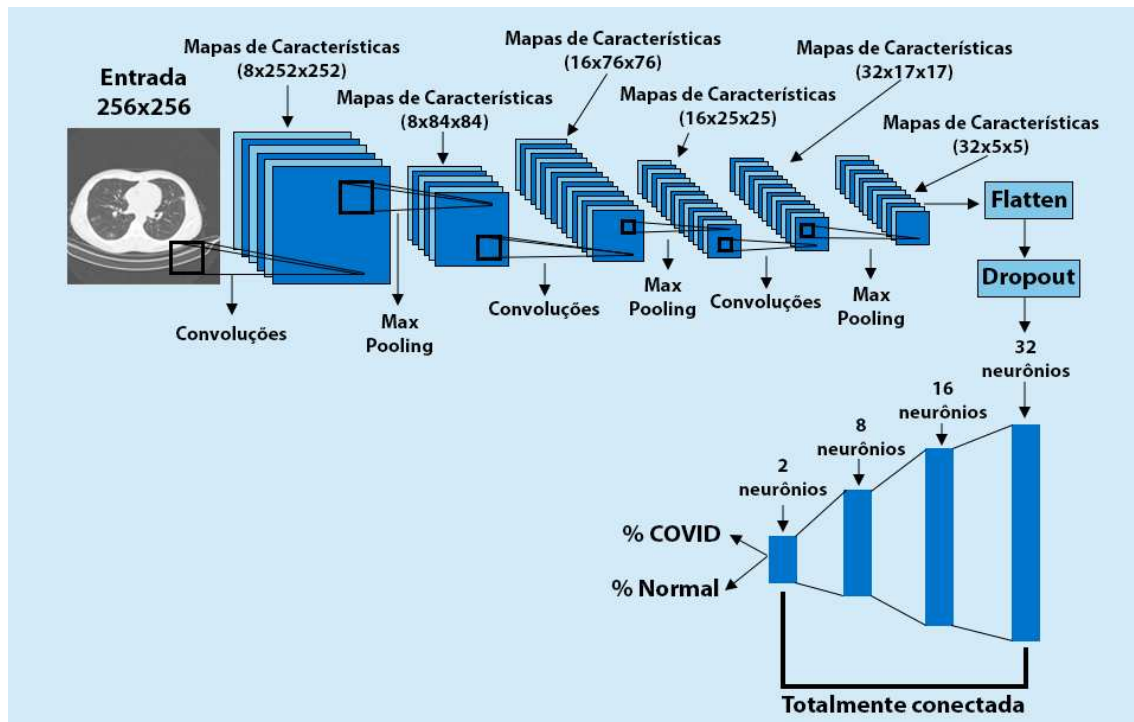 Entrada
256x256
Mapas de Características
(8x252x252)
Mapas de Características
(8x84x84)
Mapas de Características
(16x76x76)
Mapas de Características
(16x25x25)
Mapas de Características
(32x17x17)
Mapas de Características
(32x5x5)
Convoluções
Max
Pooling
Convoluções
Max
Pooling
Convoluções
Max
Pooling
Flatten
Dropout
32
neurônios
16
neurônios
8
neurônios
2
neurônios
% COVID
% Normal
Totalmente conectada